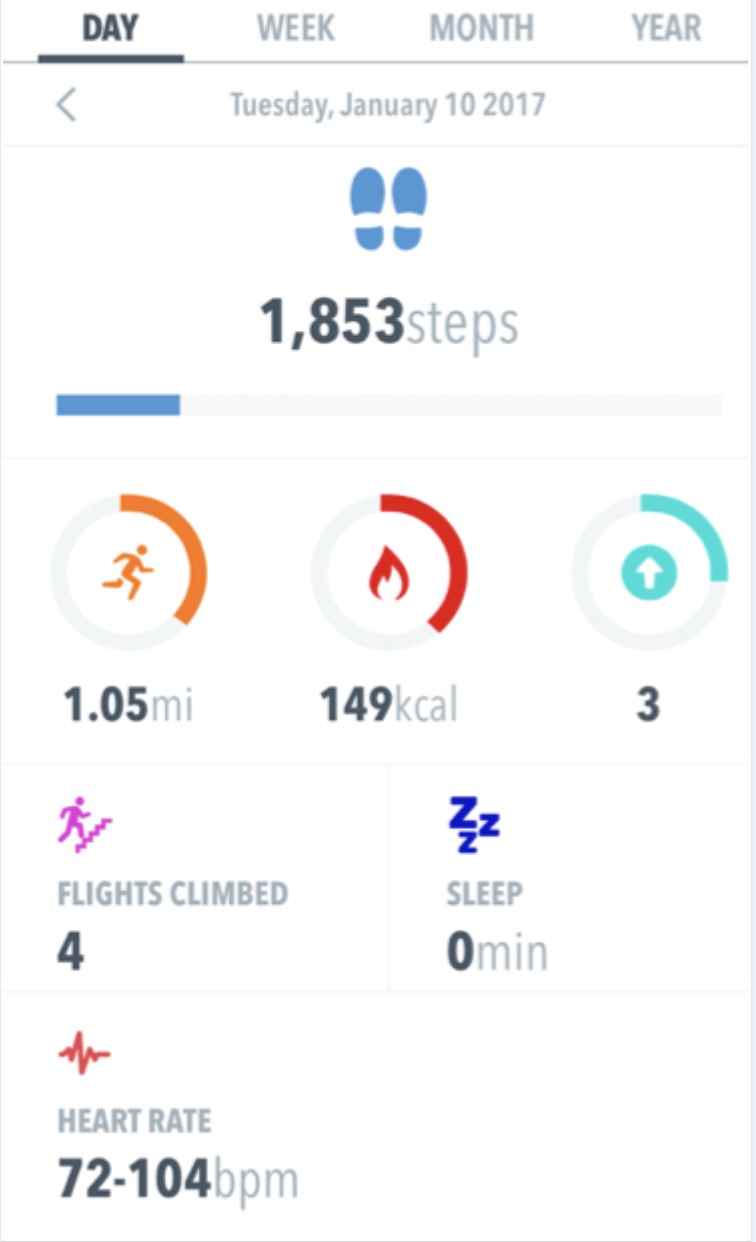 DAY WEEK MONTH YEAR
Tuesday, January 10 2017
1,853steps
1.05mi 149kcal 3
FLIGHTS CLIMBED SLEEP
4 0min
HEART RATE
72-104bpm